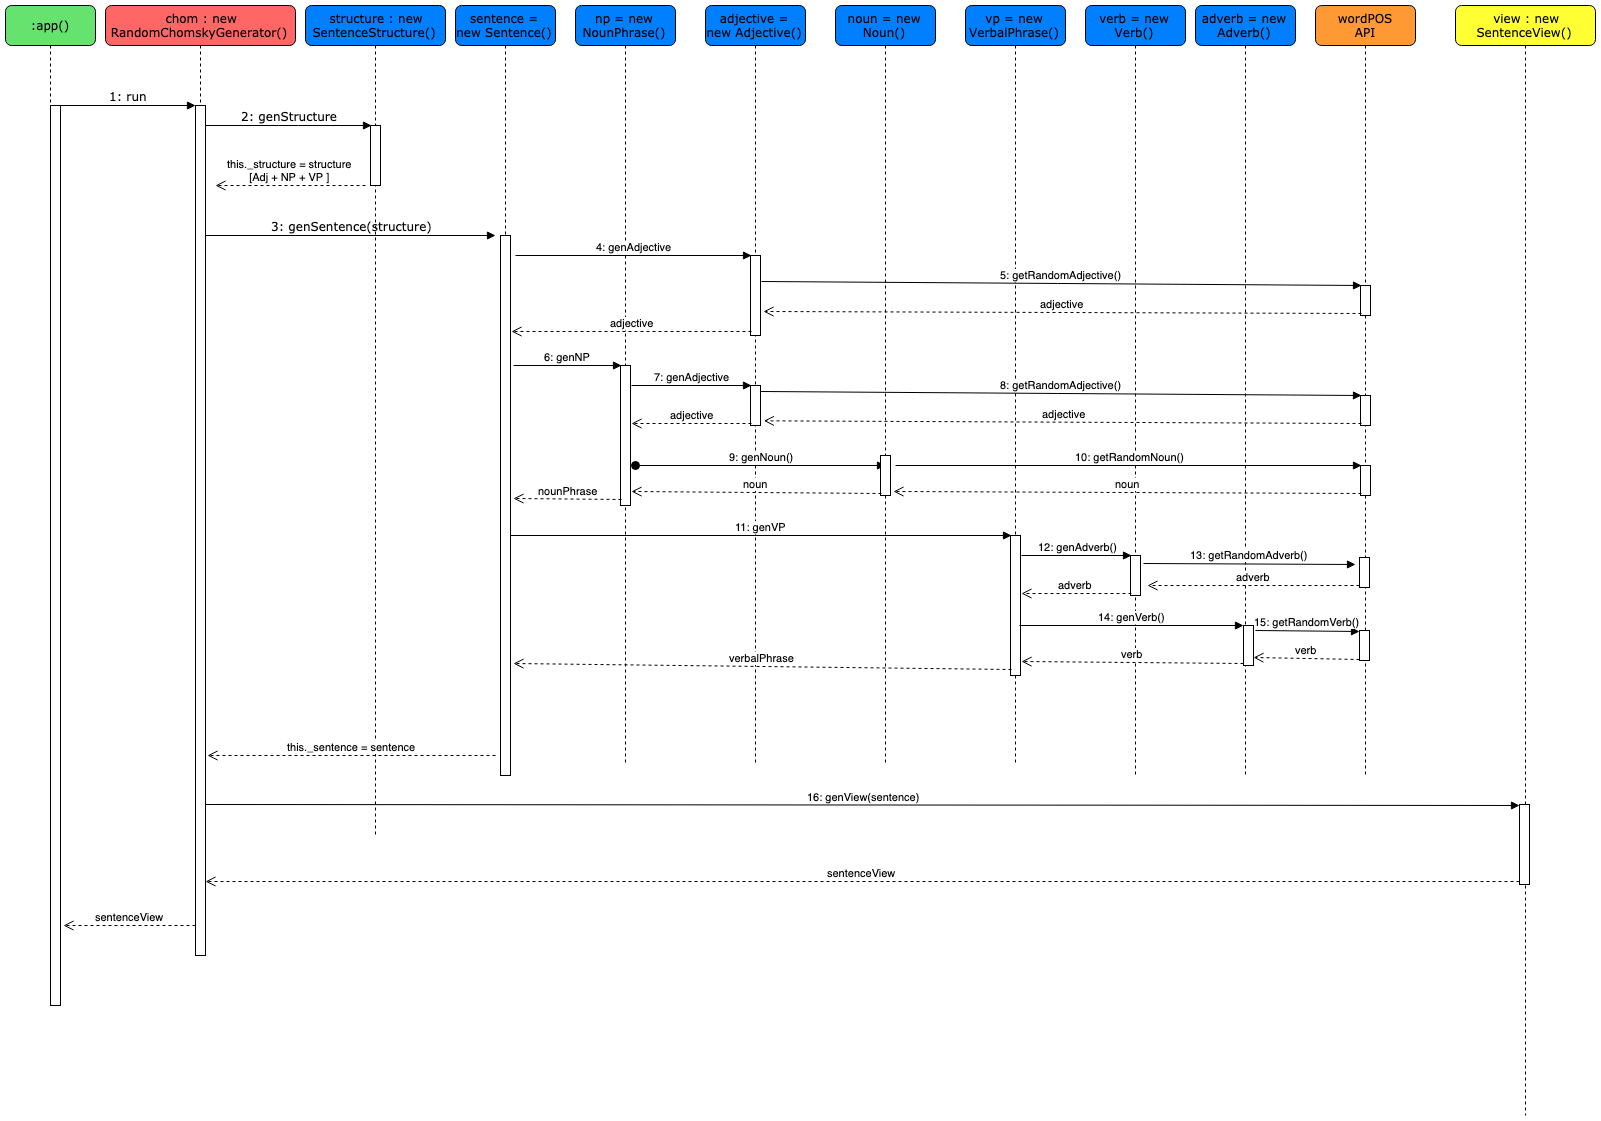 :app()
chom : new
RandomChomskyGenerator()
structure : new
SentenceStructure()
sentence =
new Sentence()
np = new
NounPhrase()
adjective =
new Adjective()
noun = new
Noun()
vp = new
VerbalPhrase()
verb = new
Verb()
adverb = new
Adverb()
wordPOS
API
view : new
SentenceView()
1: run
2: genStructure
this._structure = structure
[Adj + NP + VP ]
3: genSentence(structure)
4: genAdjective
5: getRandomAdjective()
adjective
adjective
6: genNP
7: genAdjective
8: getRandomAdjective()
adjective
adjective
9: genNoun()
10: getRandomNoun()
nounPhrase
noun
noun
11: genVP
12: genAdverb()
13: getRandomAdverb()
adverb
adverb
14: genVerb()
15: getRandomVerb()
verbalPhrase
verb
verb
this._sentence = sentence
16: genView(sentence)
sentenceView
sentenceView